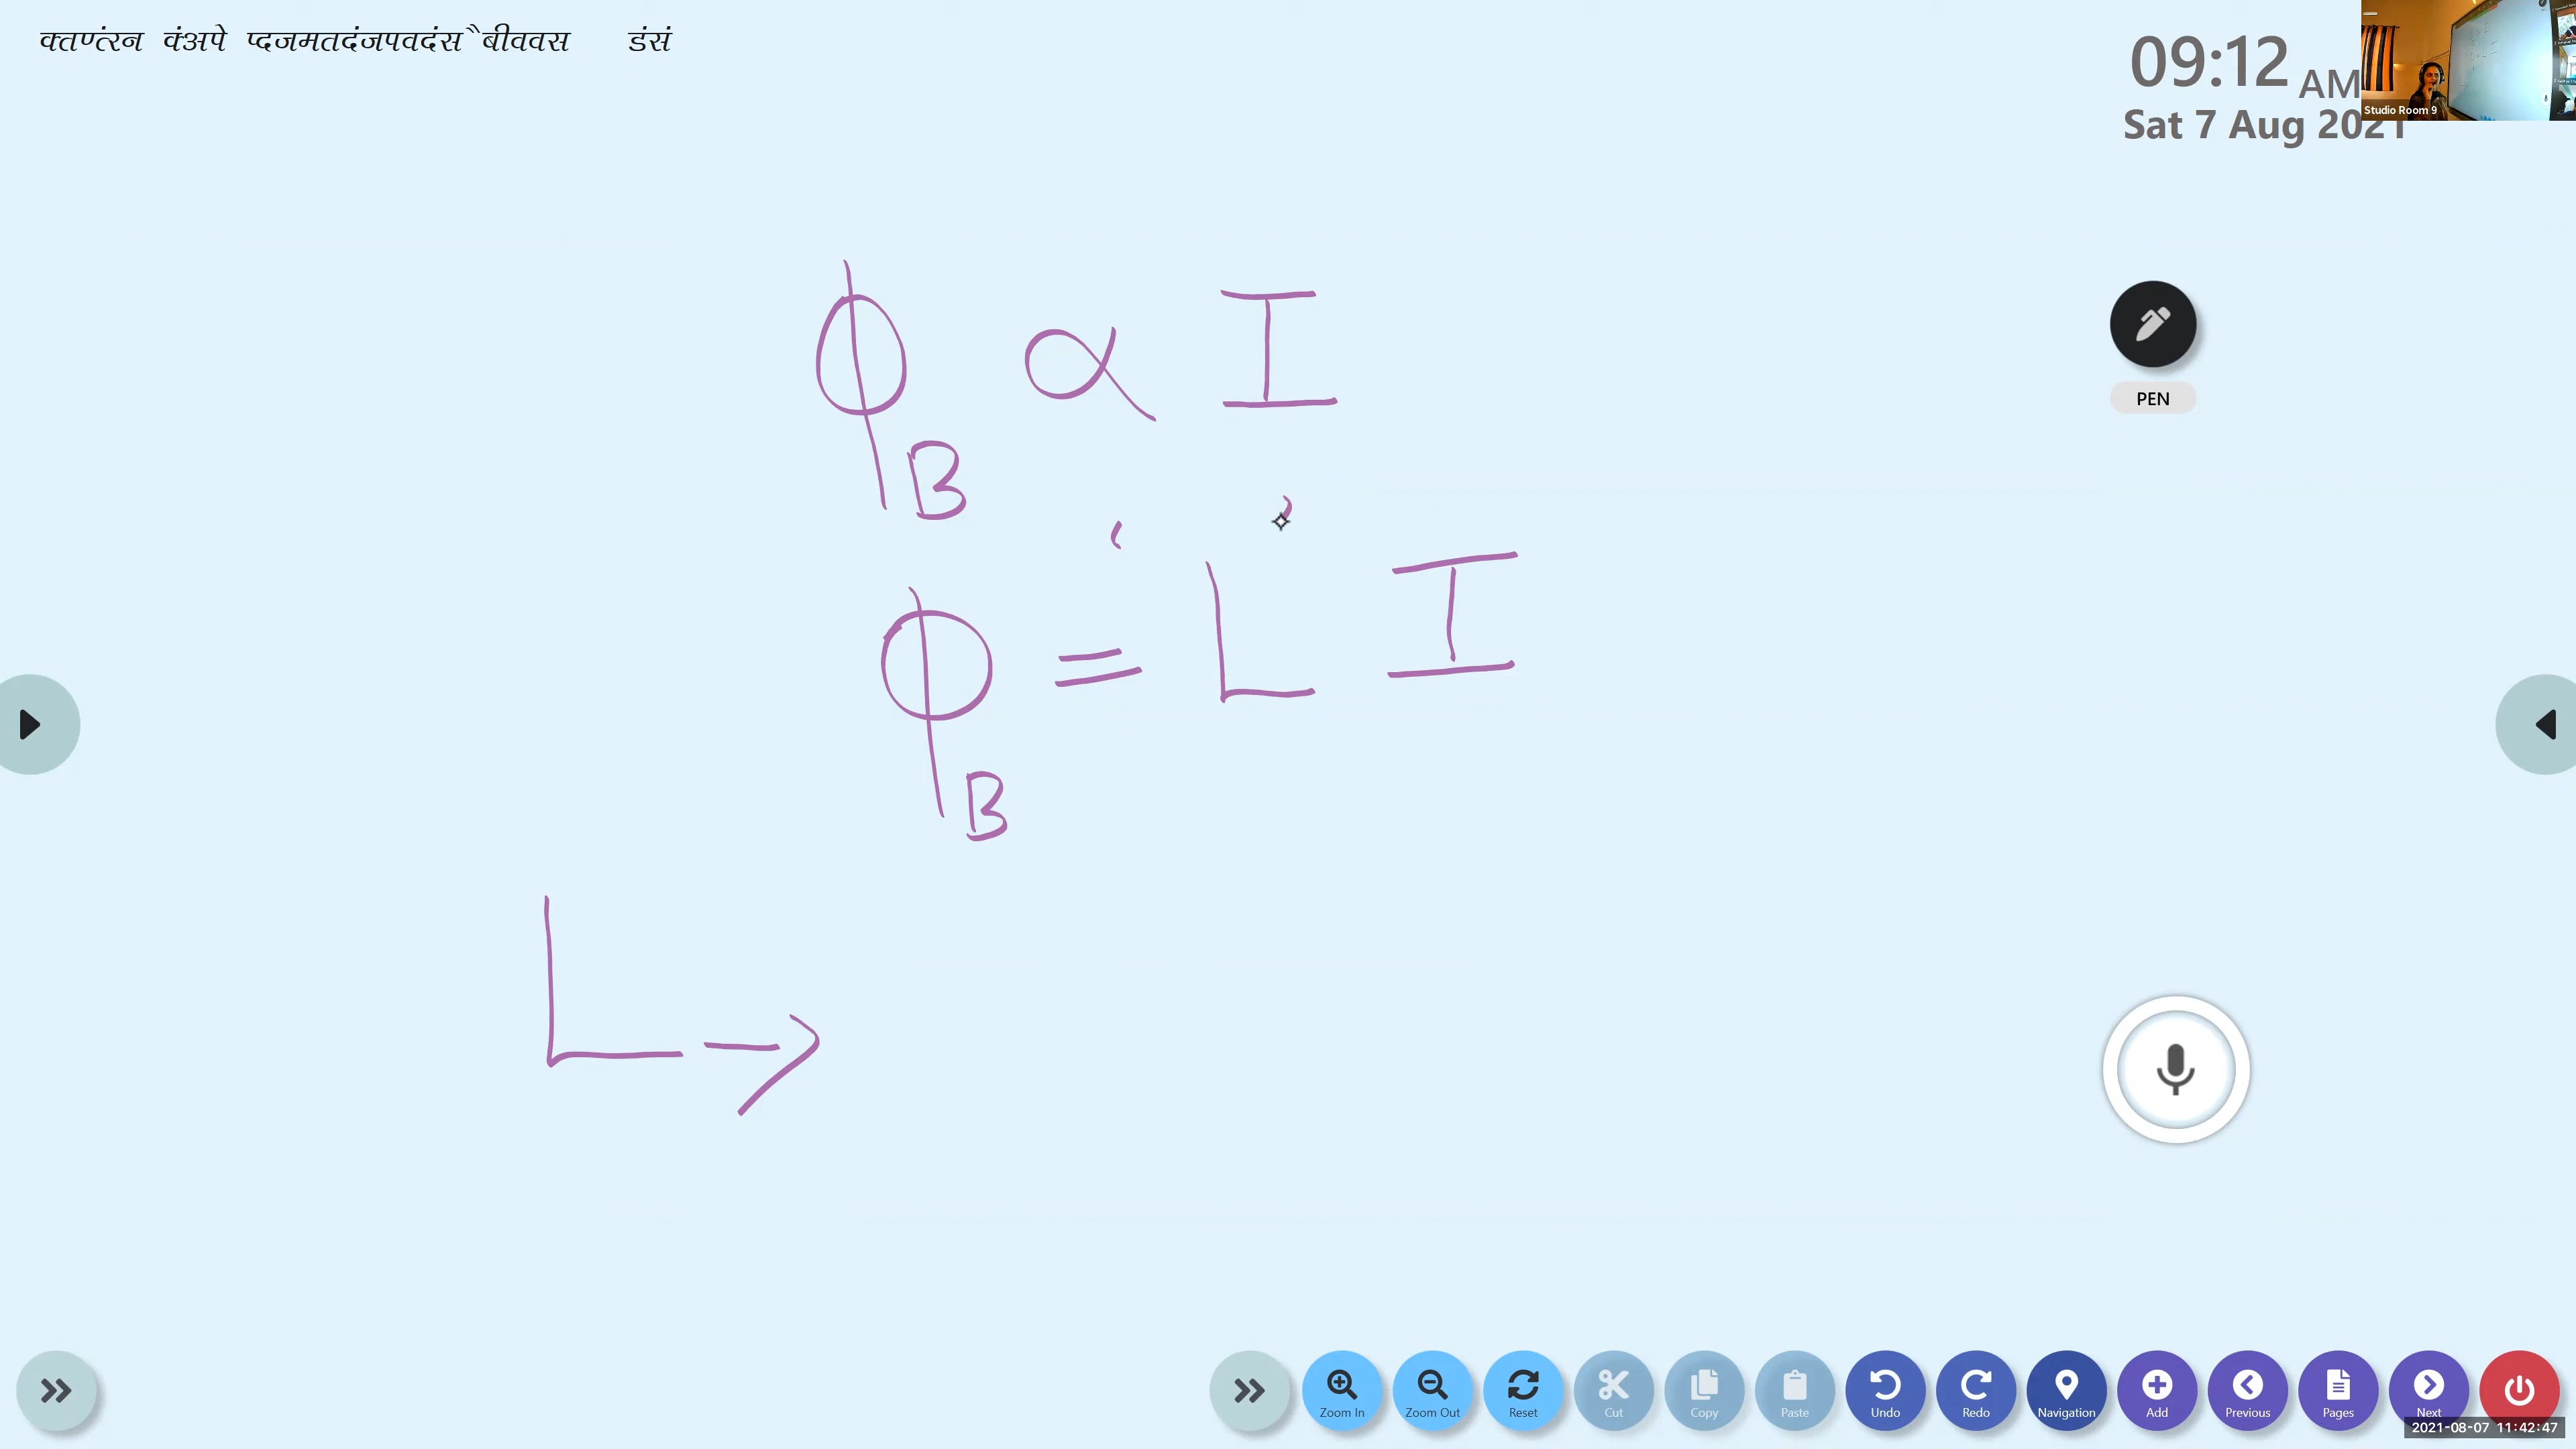 क्तण्तंरन कंअपे प्दजमतदंजपवदंस ैबीववस डंसं
09:12 AM
Sat 7 Aug 2021
Studio Room 9
ϕ_B ∝ I
PEN
ϕ_B = L I
L →
Zoom In Zoom Out Reset Cut Copy Paste Undo Redo Navigation Add Previous Pages Next
2021-08-07 11:42:47